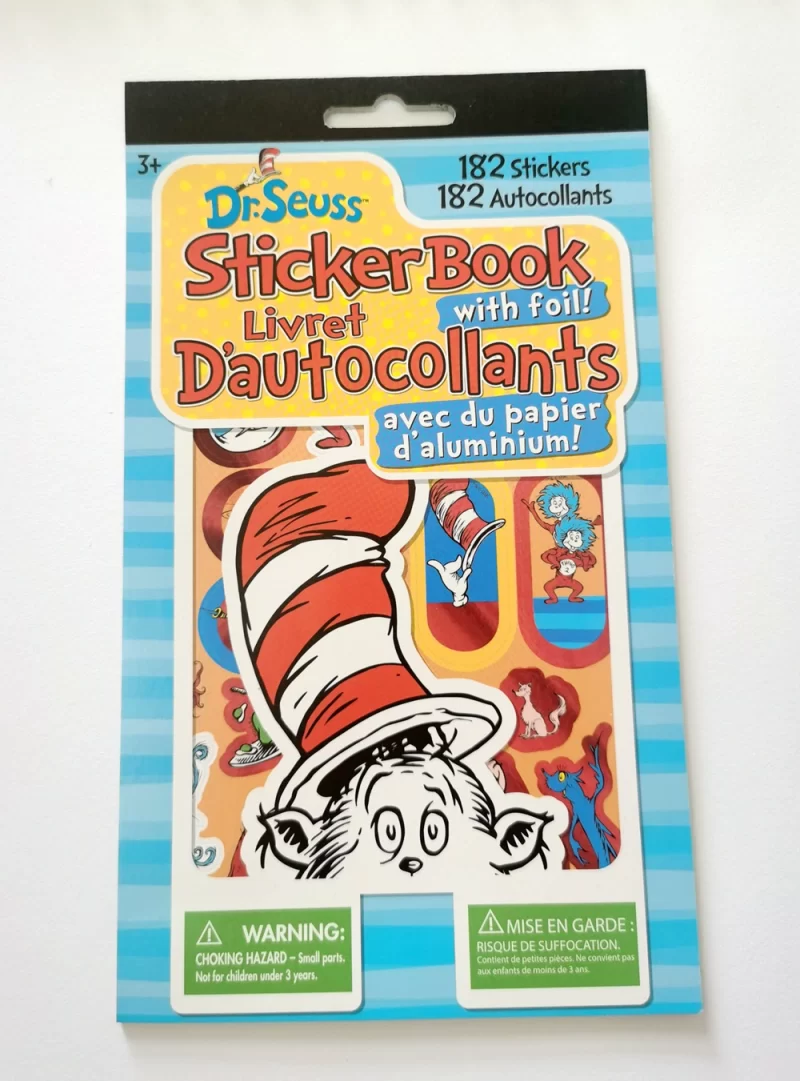 3+
182 Stickers
182 Autocollants
Dr. Seuss™
Sticker Book
with foil!
Livret
D'autocollants
avec du papier
d'aluminium!
WARNING:
CHOKING HAZARD – Small parts.
Not for children under 3 years.
MISE EN GARDE :
RISQUE DE SUFFOCATION.
Contient de petites pièces. Ne convient pas
aux enfants de moins de 3 ans.